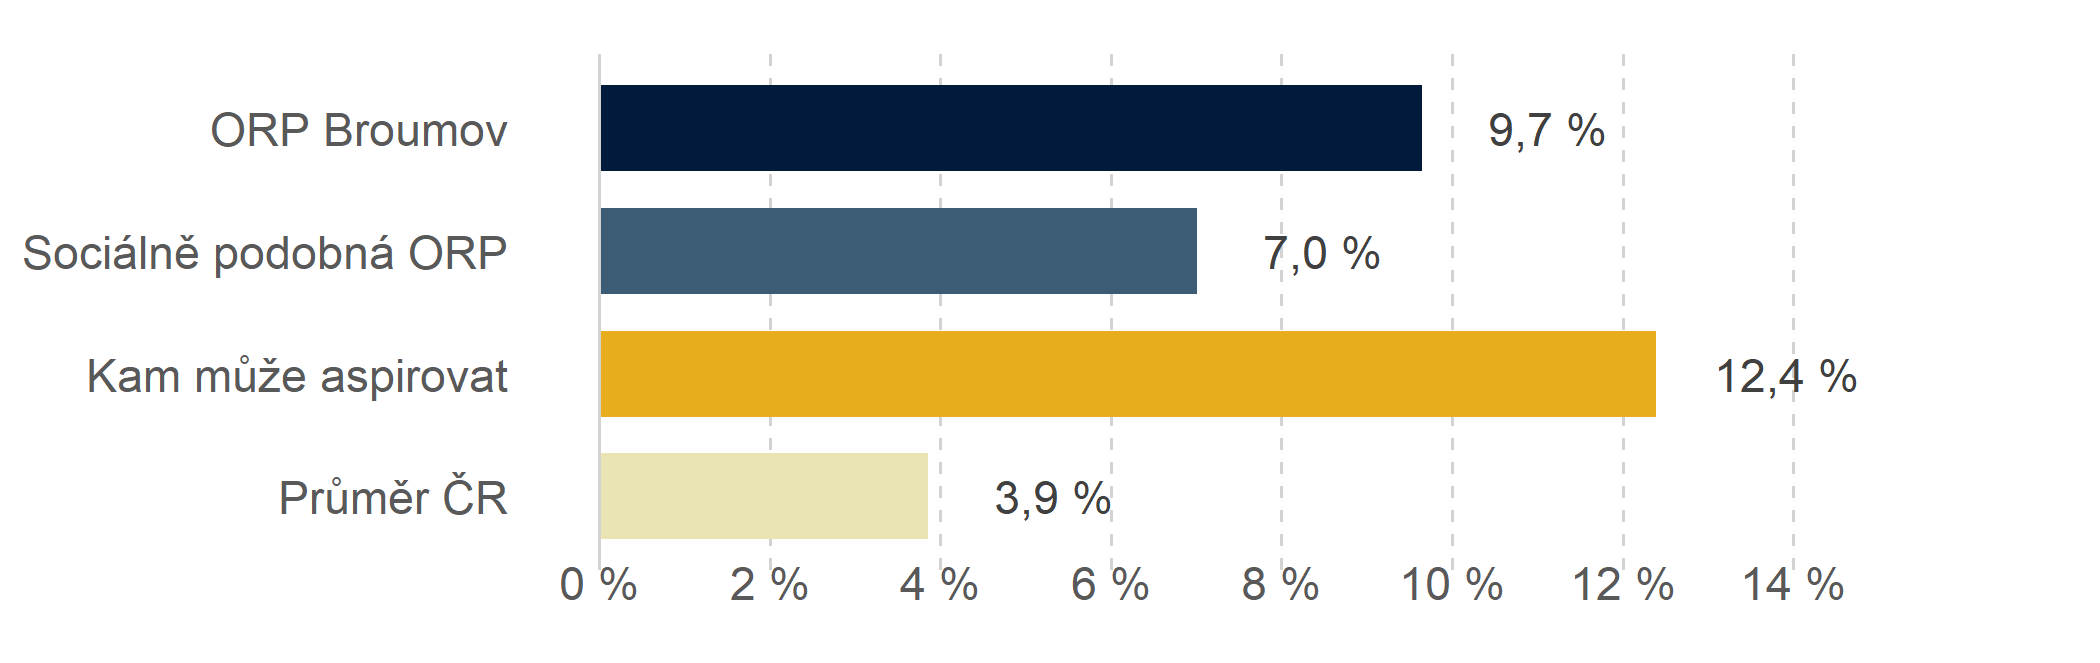 ORP Broumov 9,7 %
Sociálně podobná ORP 7,0 %
Kam může aspirovat 12,4 %
Průměr ČR 3,9 %
0 % 2 % 4 % 6 % 8 % 10 % 12 % 14 %